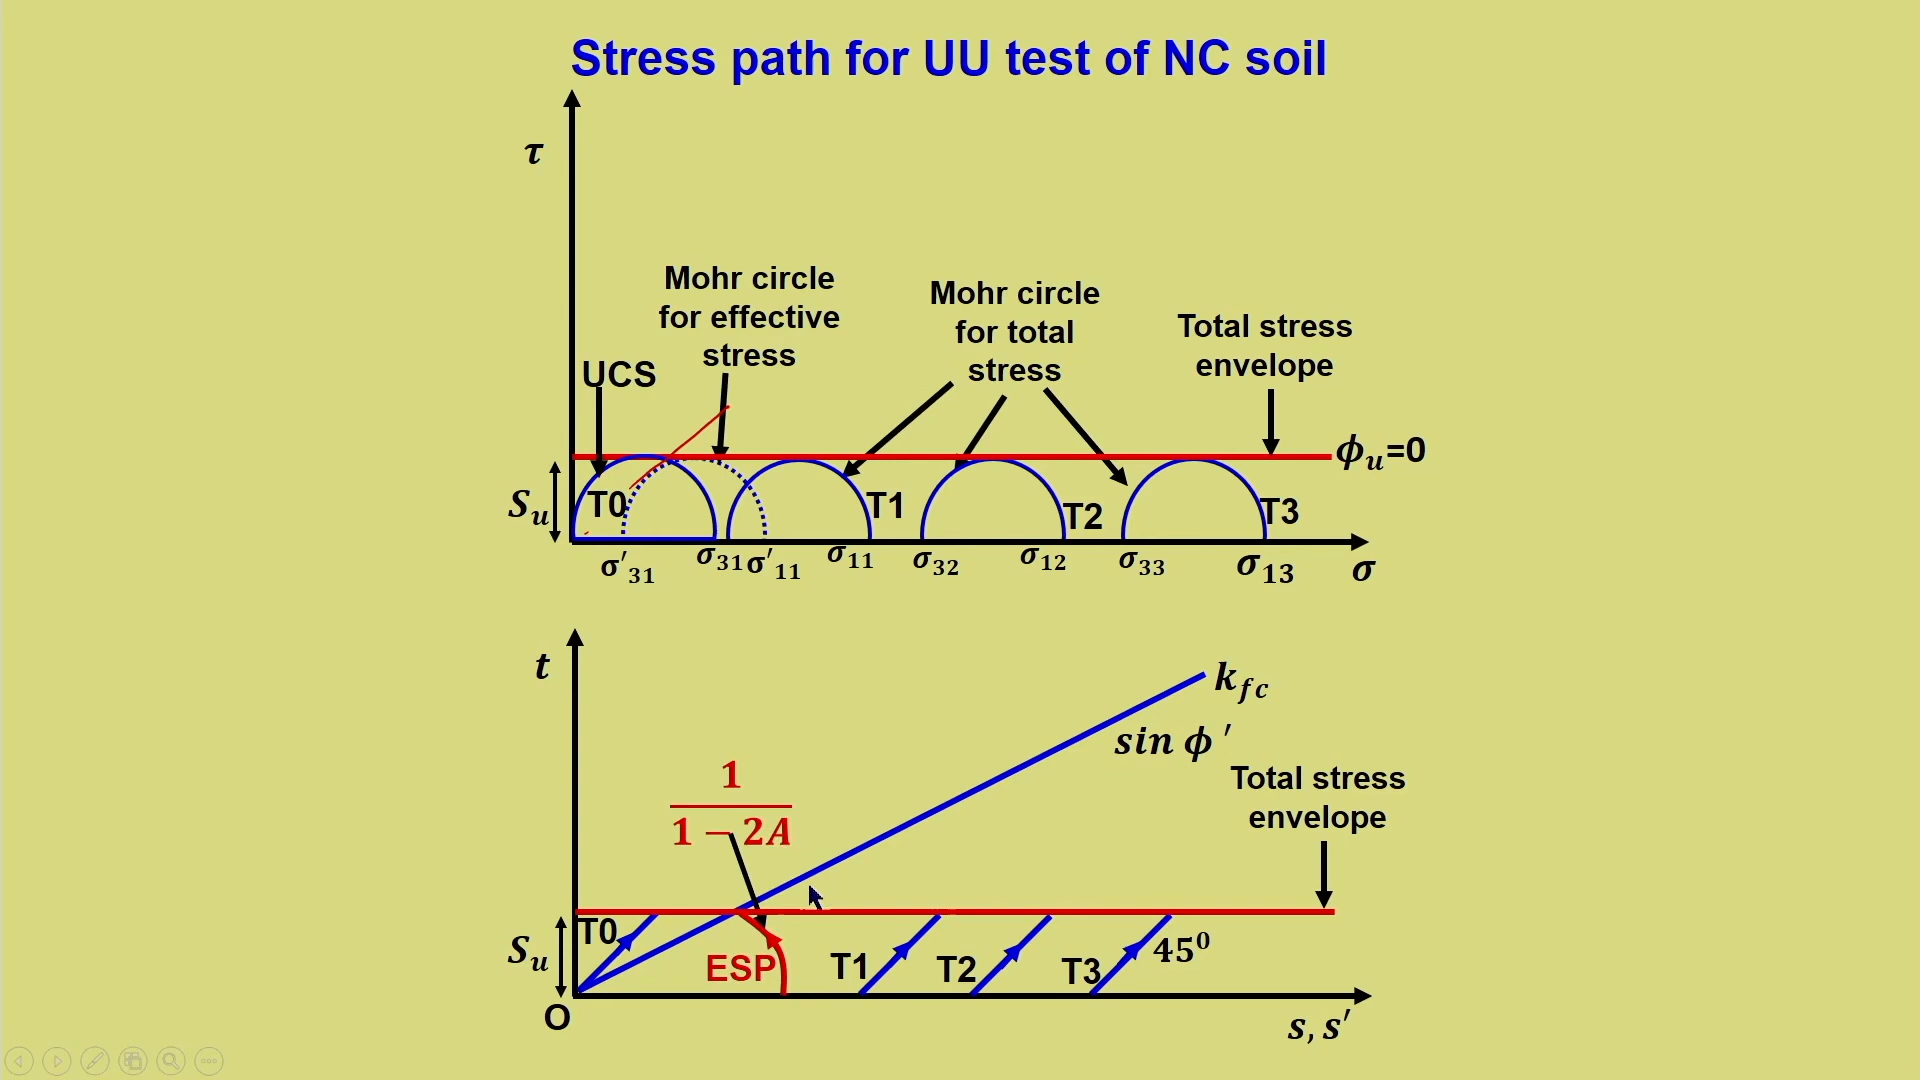 Stress path for UU test of NC soil
τ
Mohr circle
for effective
stress
Mohr circle
for total
stress
Total stress
envelope
UCS
ϕᵤ=0
Sᵤ
T0
T1
T2
T3
σ′₃₁
σ₃₁
σ′₁₁
σ₁₁
σ₃₂
σ₁₂
σ₃₃
σ₁₃
σ
t
k_fc
sin ϕ′
Total stress
envelope
1
1 − 2A
Sᵤ
T0
ESP
T1
T2
T3
45⁰
O
s, s′